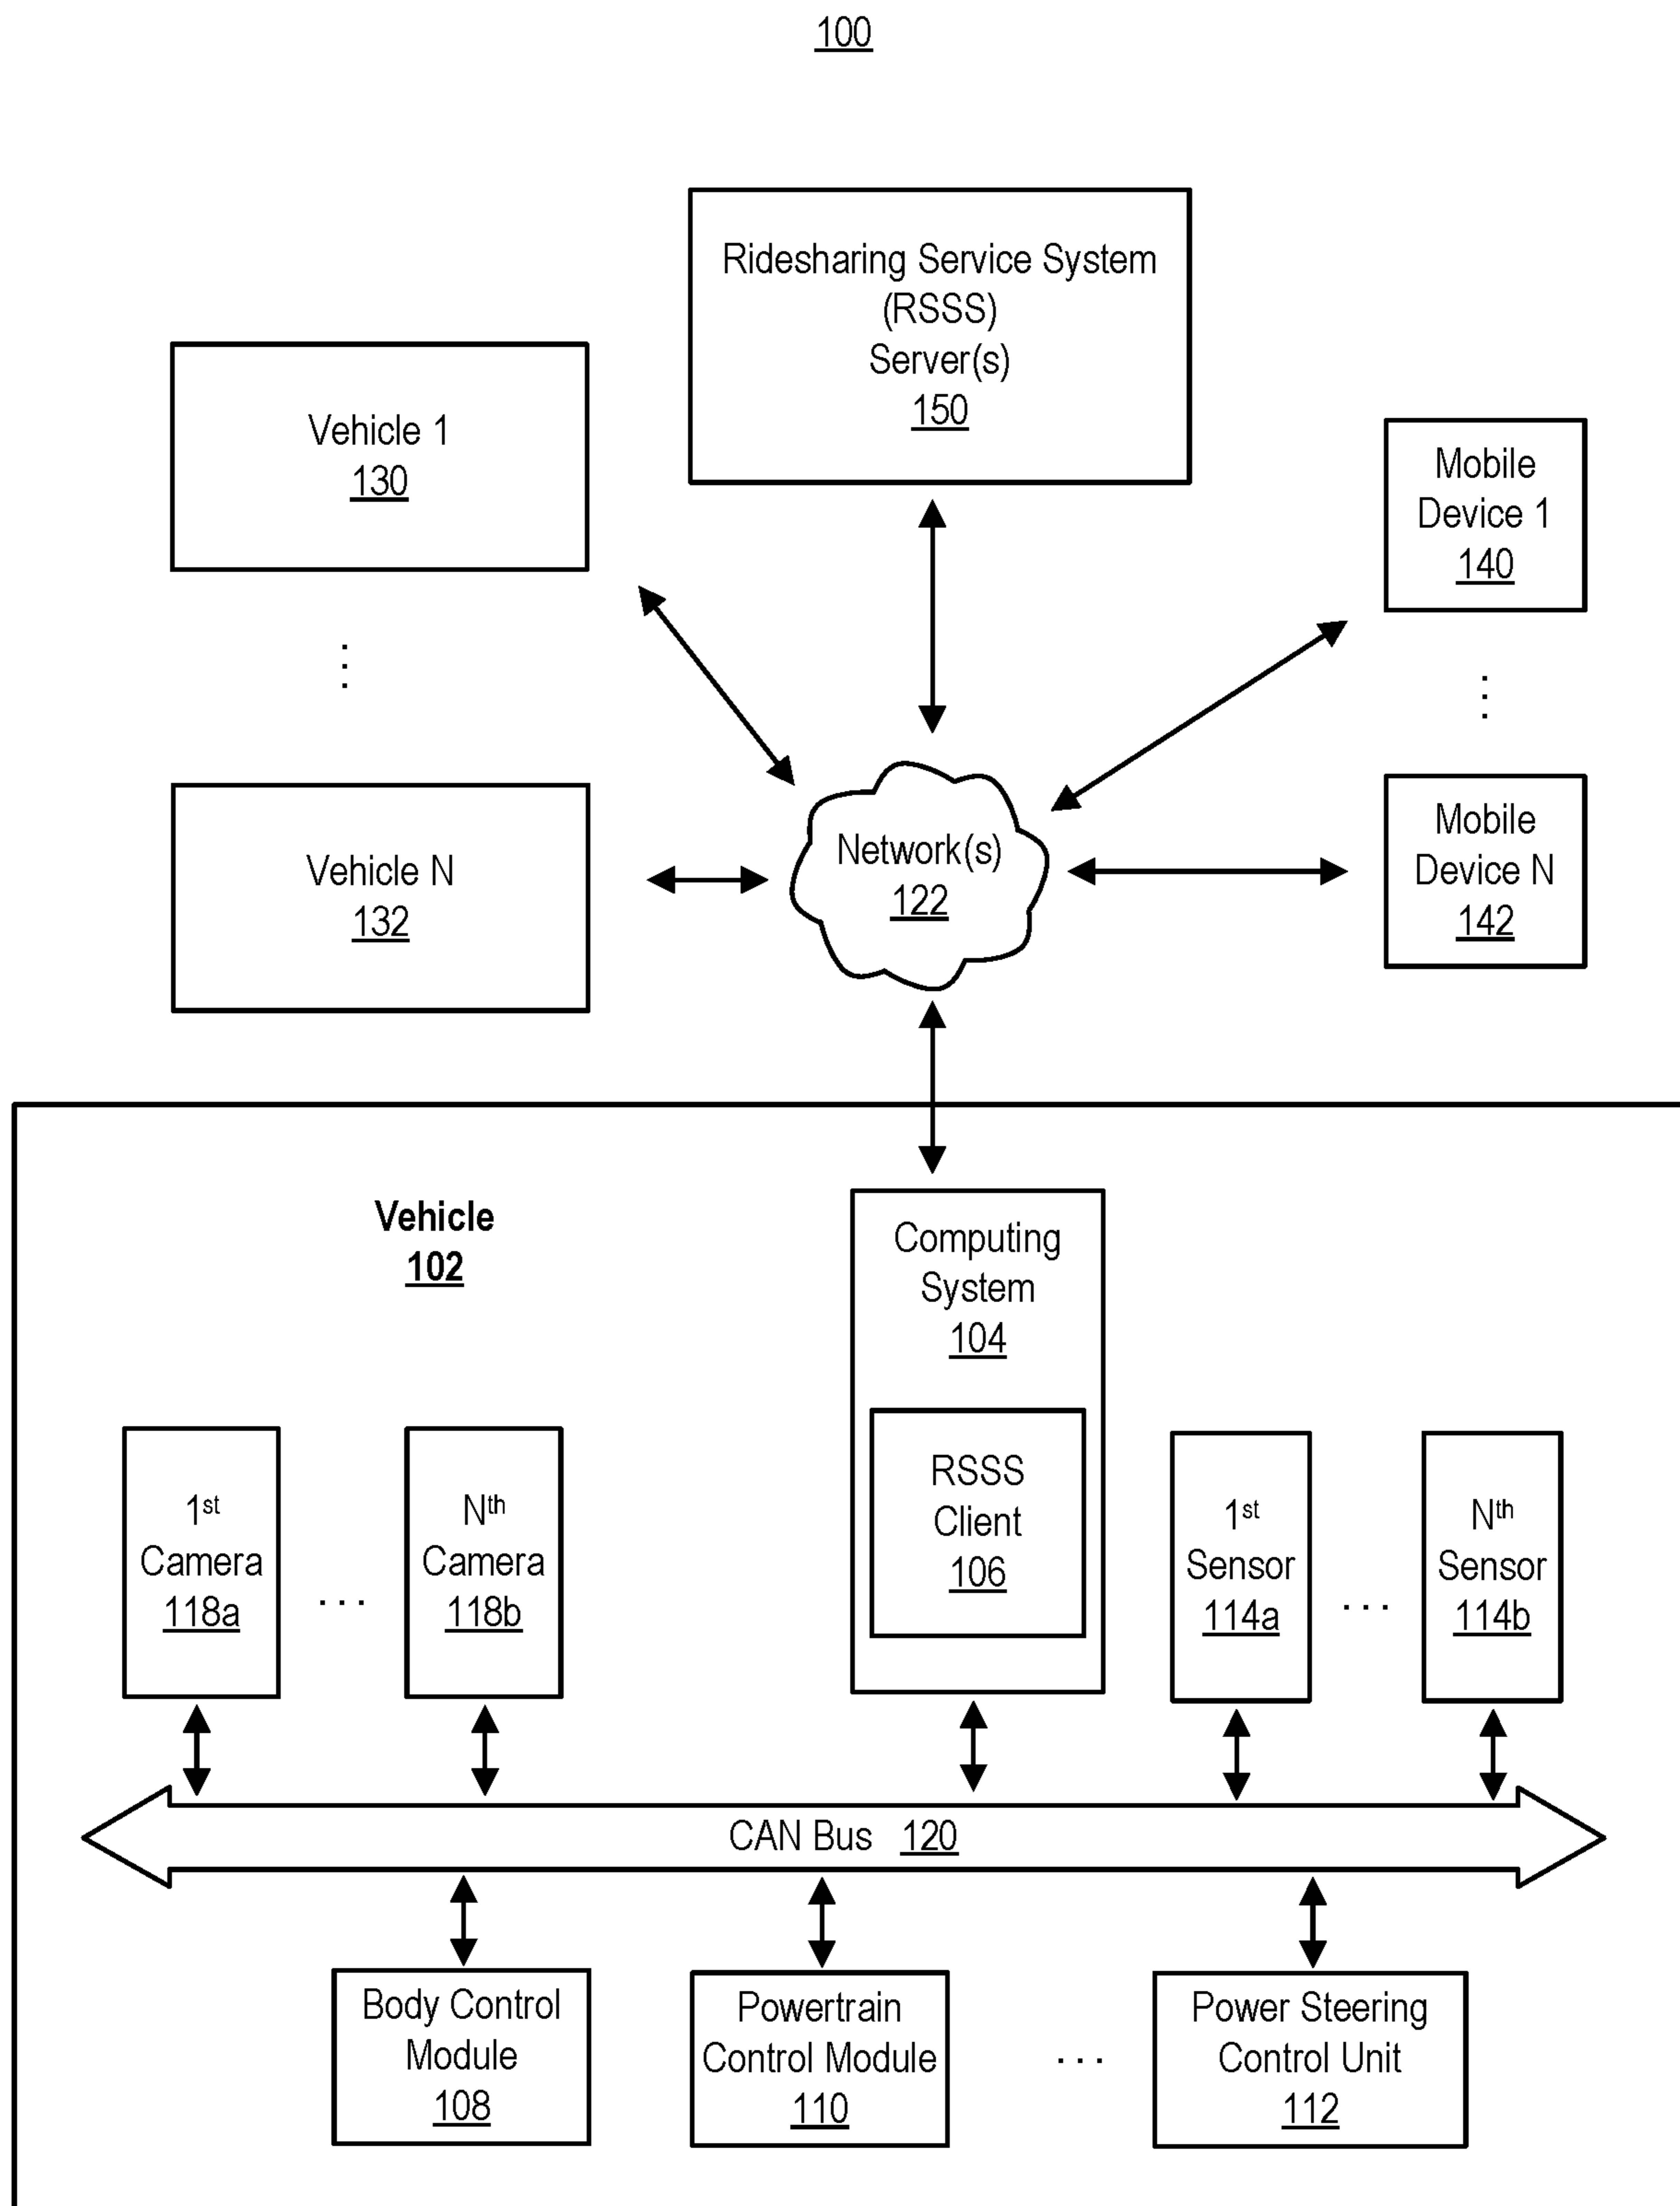 100
Ridesharing Service System
(RSSS)
Server(s)
150
Vehicle 1
130
Mobile
Device 1
140
Vehicle N
132
Network(s)
122
Mobile
Device N
142
Vehicle
102
Computing
System
104
RSSS
Client
106
1st
Camera
118a
...
Nth
Camera
118b
1st
Sensor
114a
...
Nth
Sensor
114b
CAN Bus 120
Body Control
Module
108
Powertrain
Control Module
110
...
Power Steering
Control Unit
112